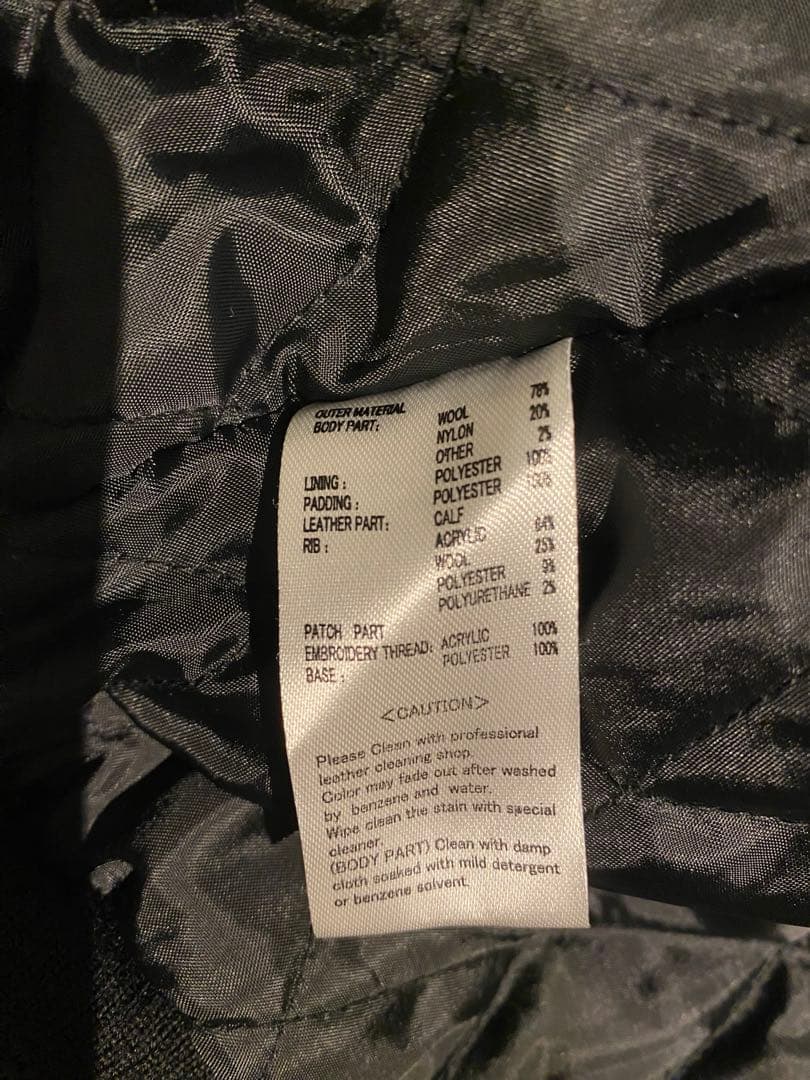 OUTER MATERIAL
BODY PART: WOOL 78%
NYLON 20%
OTHER 2%
LINING : POLYESTER 100%
PADDING : POLYESTER 100%
LEATHER PART: CALF
RIB : ACRYLIC 64%
WOOL 25%
POLYESTER 9%
POLYURETHANE 2%
PATCH PART
EMBROIDERY THREAD: ACRYLIC 100%
BASE : POLYESTER 100%
<CAUTION>
Please Clean with professional
leather cleaning shop.
Color may fade out after washed
by benzene and water.
Wipe clean the stain with special
cleaner.
(BODY PART) Clean with damp
cloth soaked with mild detergent
or benzene solvent.